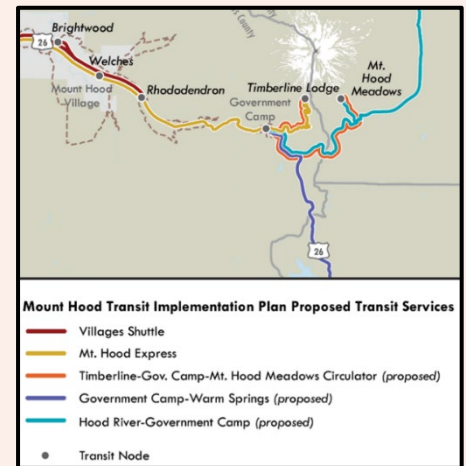 Brightwood
26
Welches
Mount Hood
Village
Rhododendron
Timberline Lodge
Government
Camp
Mt.
Hood
Meadows
26
Mount Hood Transit Implementation Plan Proposed Transit Services
Villages Shuttle
Mt. Hood Express
Timberline-Gov. Camp-Mt. Hood Meadows Circulator (proposed)
Government Camp-Warm Springs (proposed)
Hood River-Government Camp (proposed)
Transit Node